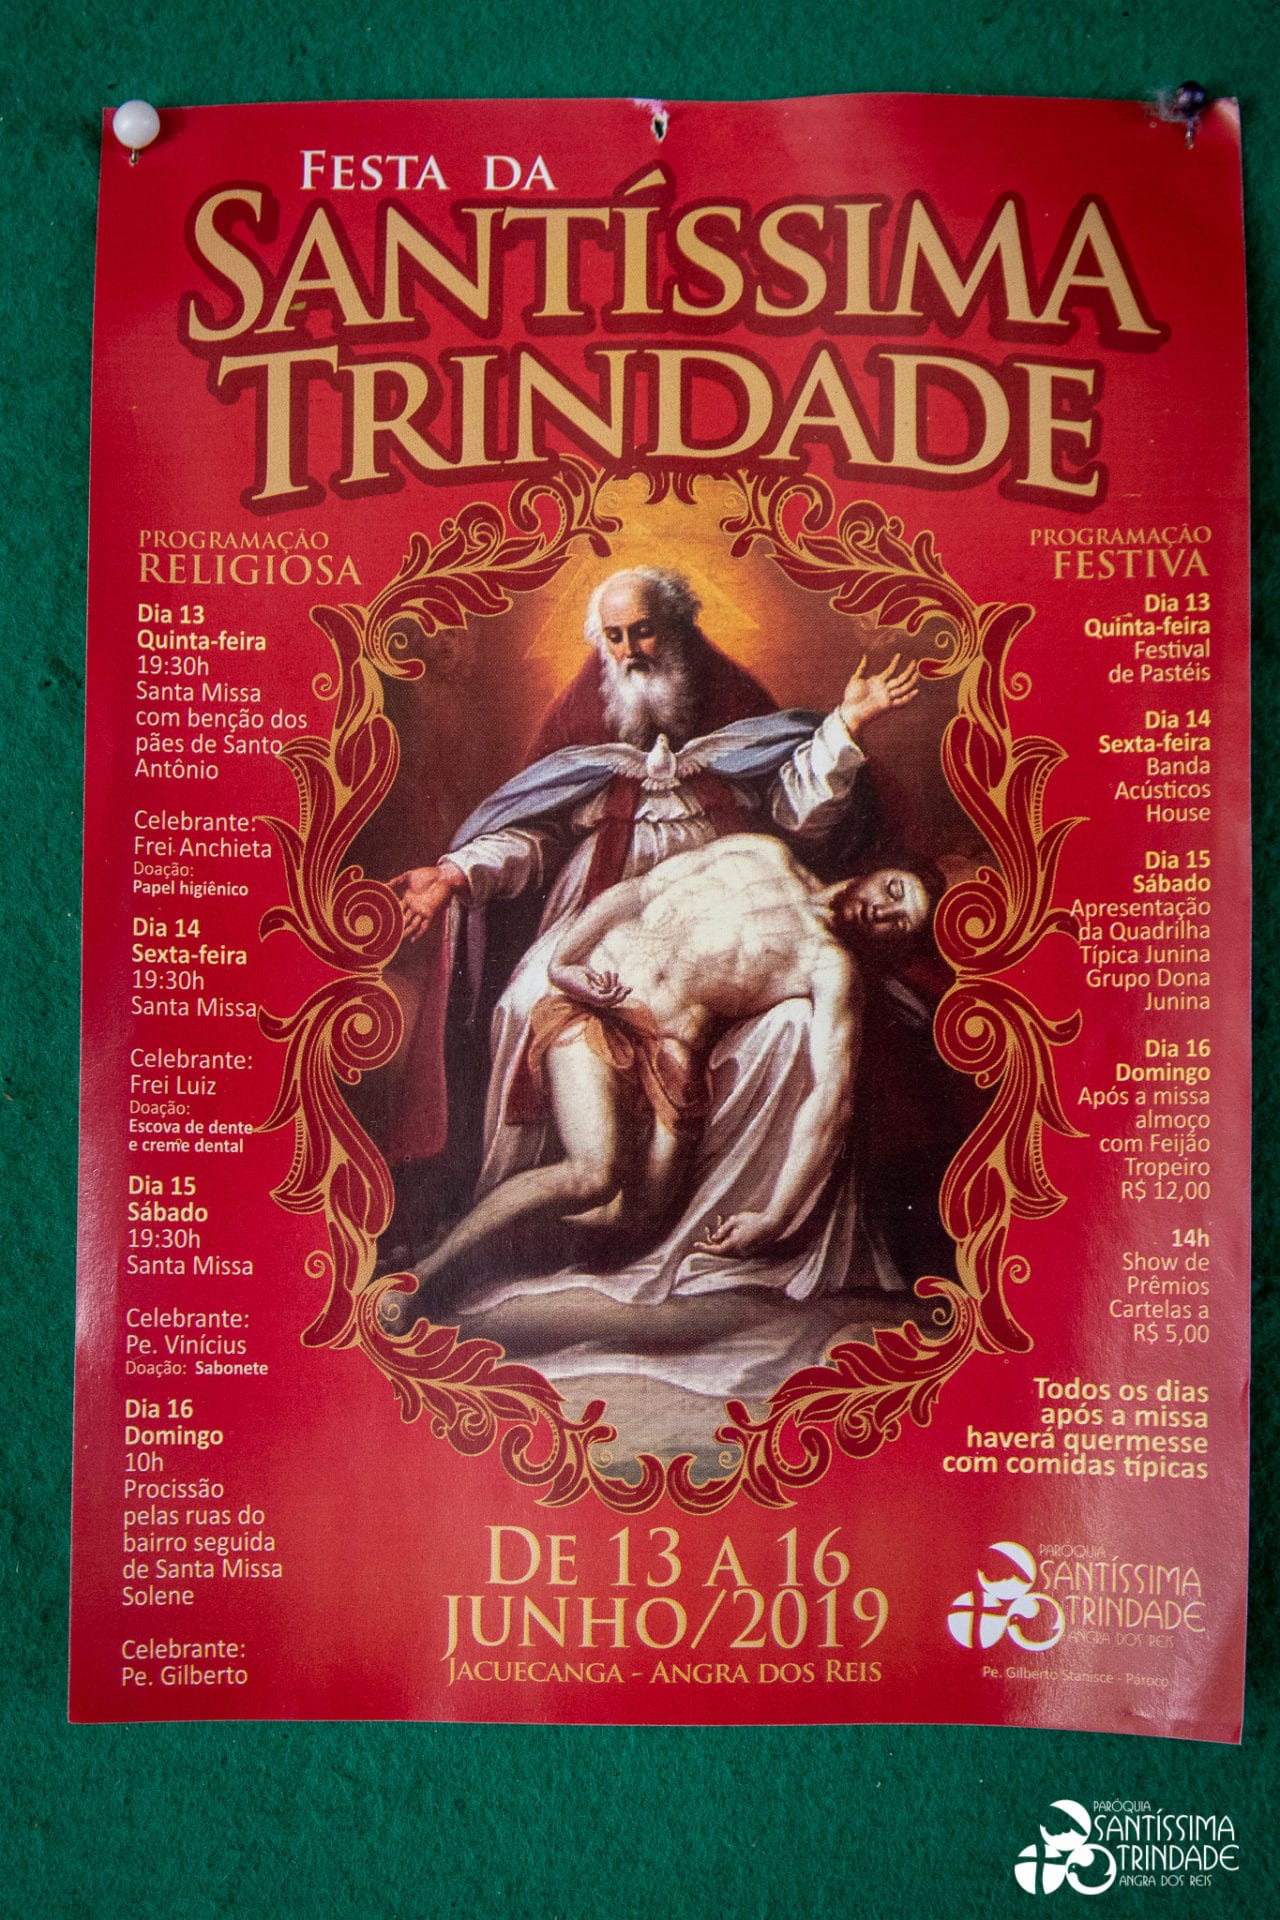 FESTA DA
SANTÍSSIMA
TRINDADE
PROGRAMAÇÃO
RELIGIOSA
Dia 13
Quinta-feira
19:30h
Santa Missa
com benção dos
pães de Santo
Antônio
Celebrante:
Frei Anchieta
Doação:
Papel higiênico
Dia 14
Sexta-feira
19:30h
Santa Missa
Celebrante:
Frei Luiz
Doação:
Escova de dente
e creme dental
Dia 15
Sábado
19:30h
Santa Missa
Celebrante:
Pe. Vinícius
Doação: Sabonete
Dia 16
Domingo
10h
Procissão
pelas ruas do
bairro seguida
de Santa Missa
Solene
Celebrante:
Pe. Gilberto
PROGRAMAÇÃO
FESTIVA
Dia 13
Quinta-feira
Festival
de Pastéis
Dia 14
Sexta-feira
Banda
Acústicos
House
Dia 15
Sábado
Apresentação
da Quadrilha
Típica Junina
Grupo Dona
Junina
Dia 16
Domingo
Após a missa
almoço
com Feijão
Tropeiro
R$ 12,00
14h
Show de
Prêmios
Cartelas a
R$ 5,00
Todos os dias
após a missa
haverá quermesse
com comidas típicas
DE 13 A 16
JUNHO/2019
JACUECANGA - ANGRA DOS REIS
PARÓQUIA
SANTÍSSIMA
TRINDADE
ANGRA DOS REIS
Pe. Gilberto Stanisce - Pároco
PARÓQUIA
SANTÍSSIMA
TRINDADE
ANGRA DOS REIS